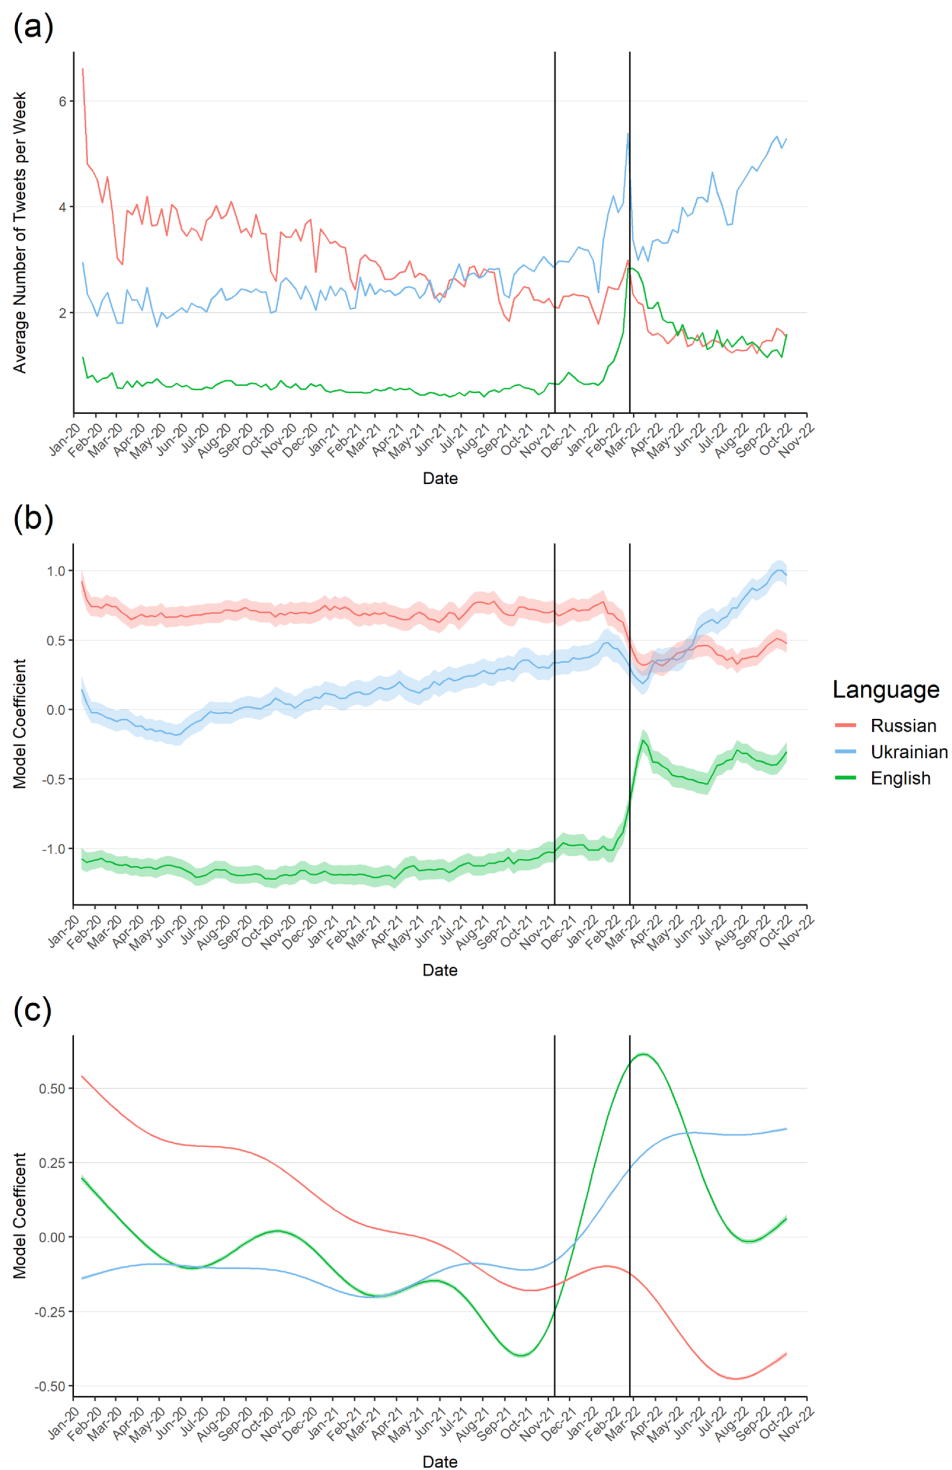 (a)
Average Number of Tweets per Week
6
4
2
Jan-20 Feb-20 Mar-20 Apr-20 May-20 Jun-20 Jul-20 Aug-20 Sep-20 Oct-20 Nov-20 Dec-20 Jan-21 Feb-21 Mar-21 Apr-21 May-21 Jun-21 Jul-21 Aug-21 Sep-21 Oct-21 Nov-21 Dec-21 Jan-22 Feb-22 Mar-22 Apr-22 May-22 Jun-22 Jul-22 Aug-22 Sep-22 Oct-22 Nov-22
Date
(b)
Model Coefficient
1.0
0.5
0.0
-0.5
-1.0
Jan-20 Feb-20 Mar-20 Apr-20 May-20 Jun-20 Jul-20 Aug-20 Sep-20 Oct-20 Nov-20 Dec-20 Jan-21 Feb-21 Mar-21 Apr-21 May-21 Jun-21 Jul-21 Aug-21 Sep-21 Oct-21 Nov-21 Dec-21 Jan-22 Feb-22 Mar-22 Apr-22 May-22 Jun-22 Jul-22 Aug-22 Sep-22 Oct-22 Nov-22
Date
Language
Russian
Ukrainian
English
(c)
Model Coefficent
0.50
0.25
0.00
-0.25
-0.50
Jan-20 Feb-20 Mar-20 Apr-20 May-20 Jun-20 Jul-20 Aug-20 Sep-20 Oct-20 Nov-20 Dec-20 Jan-21 Feb-21 Mar-21 Apr-21 May-21 Jun-21 Jul-21 Aug-21 Sep-21 Oct-21 Nov-21 Dec-21 Jan-22 Feb-22 Mar-22 Apr-22 May-22 Jun-22 Jul-22 Aug-22 Sep-22 Oct-22 Nov-22
Date